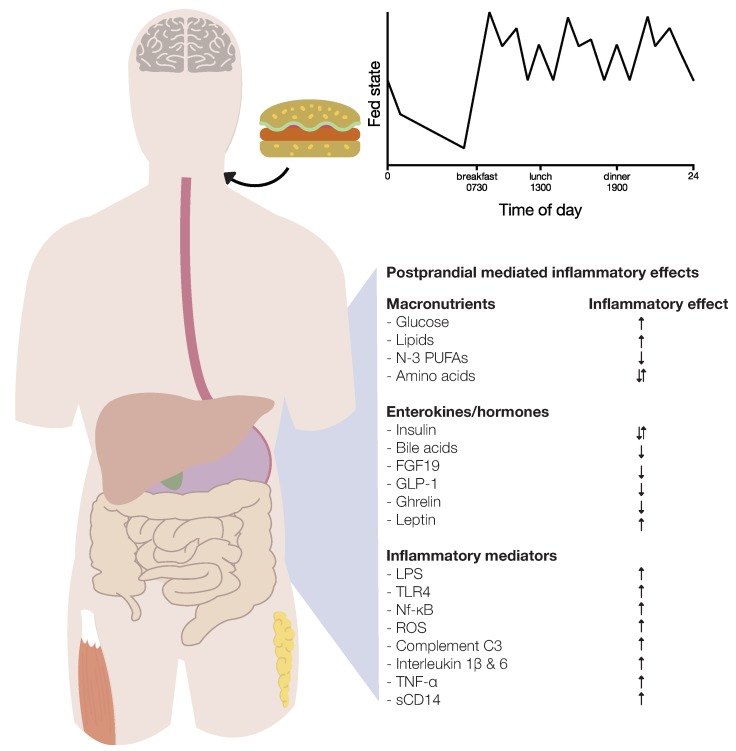 Fed state
0
breakfast
0730
lunch
1300
dinner
1900
24
Time of day
Postprandial mediated inflammatory effects
Macronutrients Inflammatory effect
- Glucose ↑
- Lipids ↑
- N-3 PUFAs ↓
- Amino acids ↓↑
Enterokines/hormones
- Insulin ↓↑
- Bile acids ↓
- FGF19 ↓
- GLP-1 ↓
- Ghrelin ↓
- Leptin ↑
Inflammatory mediators
- LPS ↑
- TLR4 ↑
- Nf-κB ↑
- ROS ↑
- Complement C3 ↑
- Interleukin 1β & 6 ↑
- TNF-α ↑
- sCD14 ↑